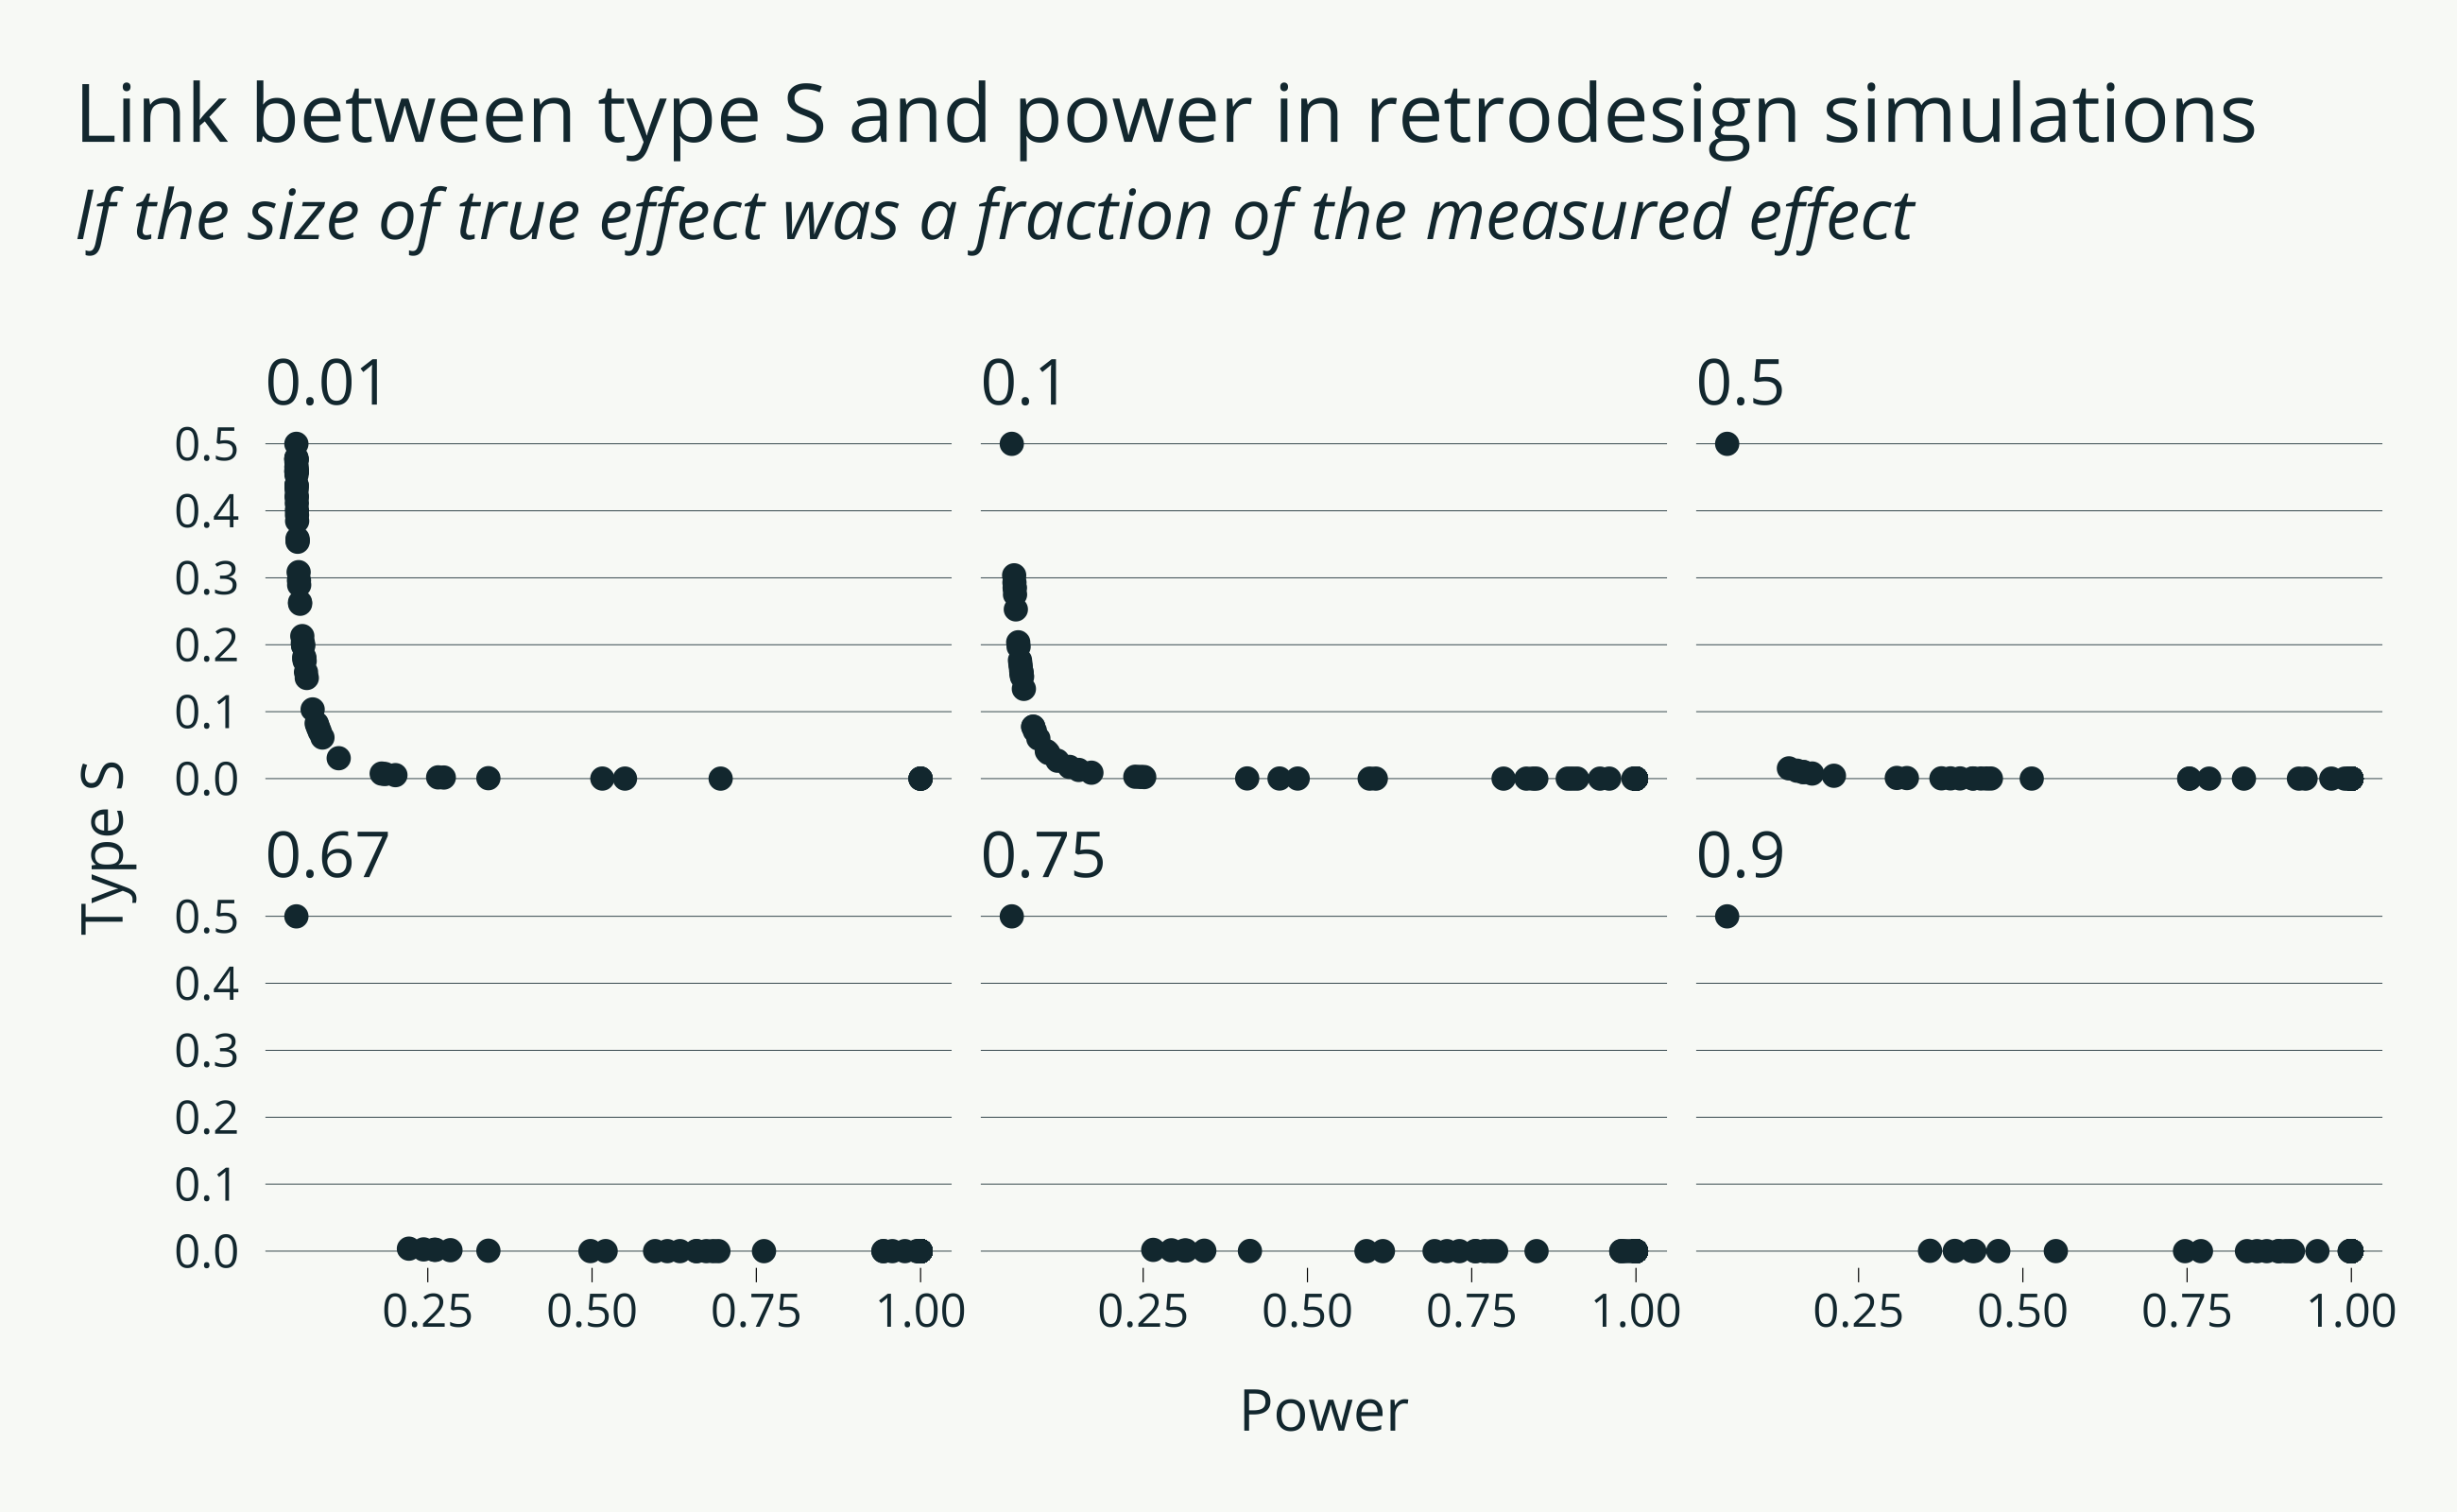 Link between type S and power in retrodesign simulations
If the size of true effect was a fraction of the measured effect
0.01 0.1 0.5
0.5
0.4
0.3
0.2
0.1
0.0
Type S
0.67 0.75 0.9
0.5
0.4
0.3
0.2
0.1
0.0
0.25 0.50 0.75 1.00 0.25 0.50 0.75 1.00 0.25 0.50 0.75 1.00
Power